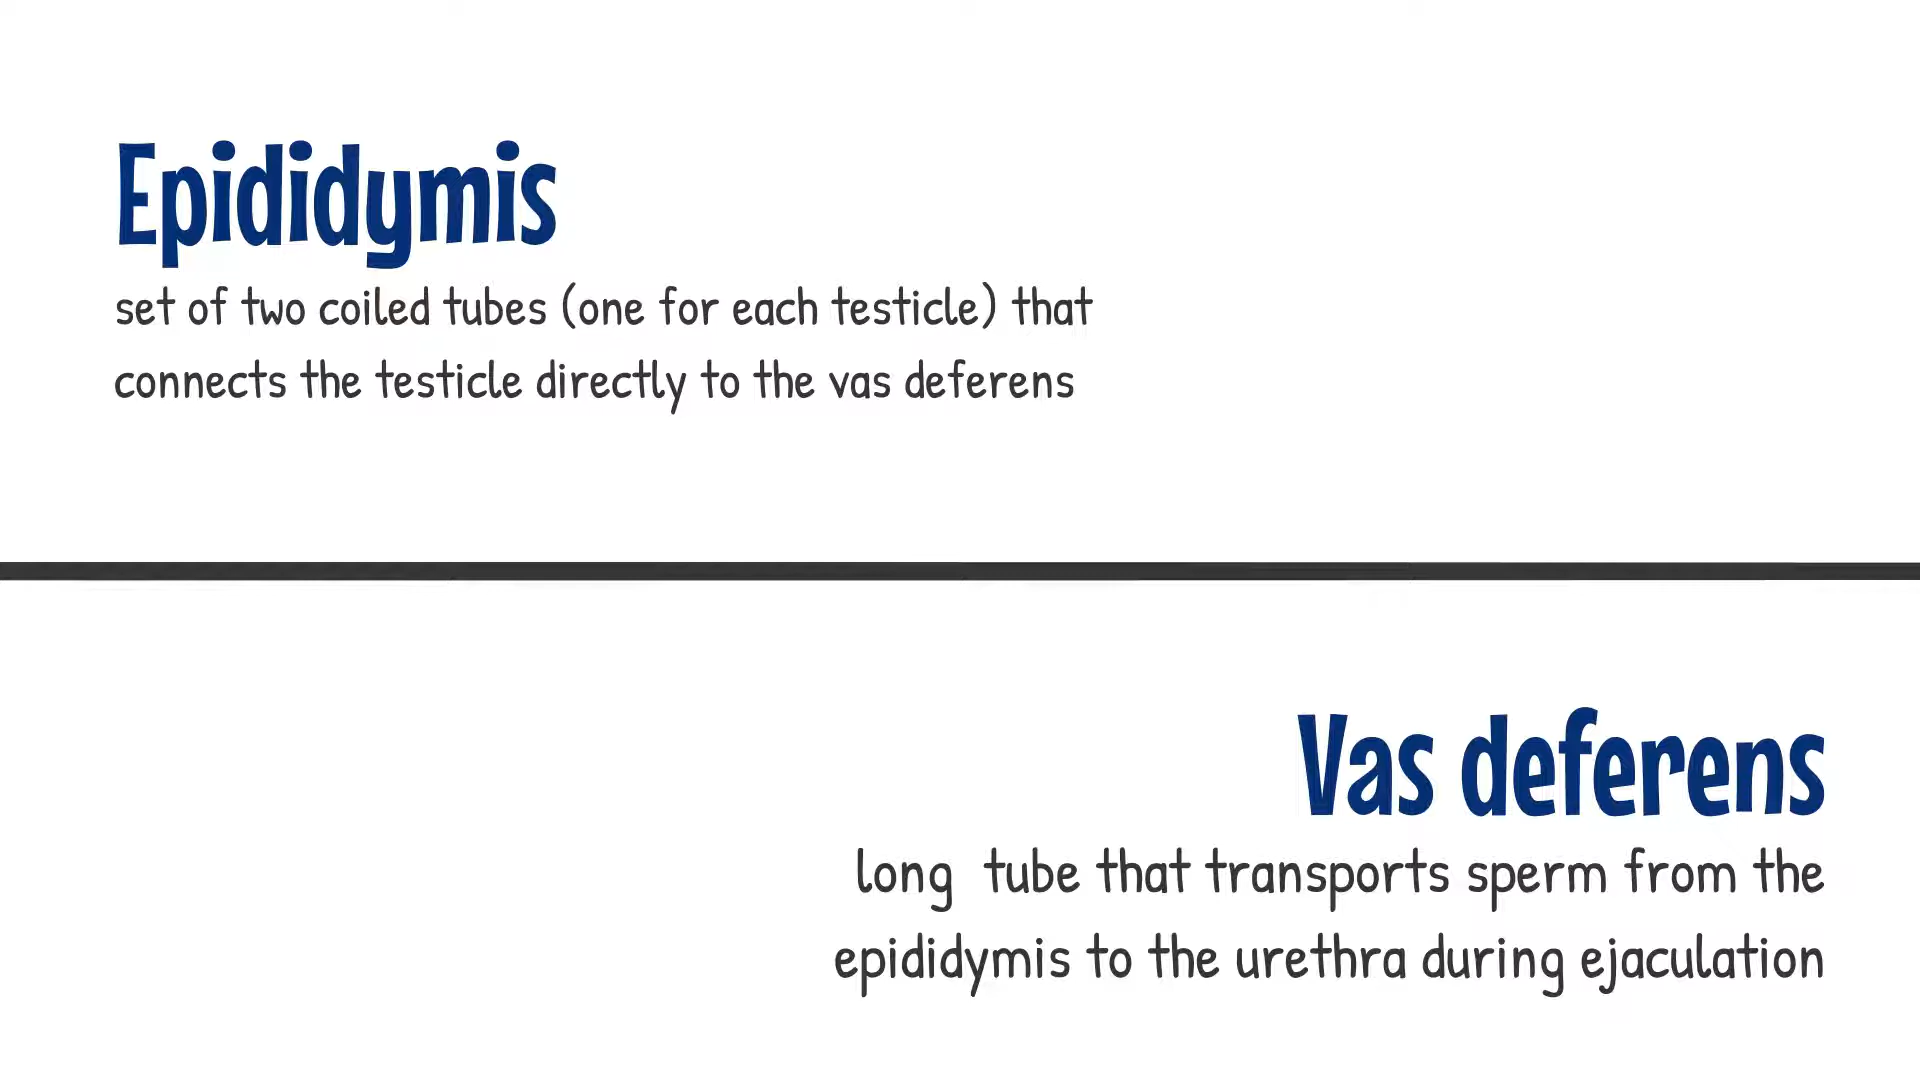 Epididymis
set of two coiled tubes (one for each testicle) that
connects the testicle directly to the vas deferens
Vas deferens
long tube that transports sperm from the
epididymis to the urethra during ejaculation